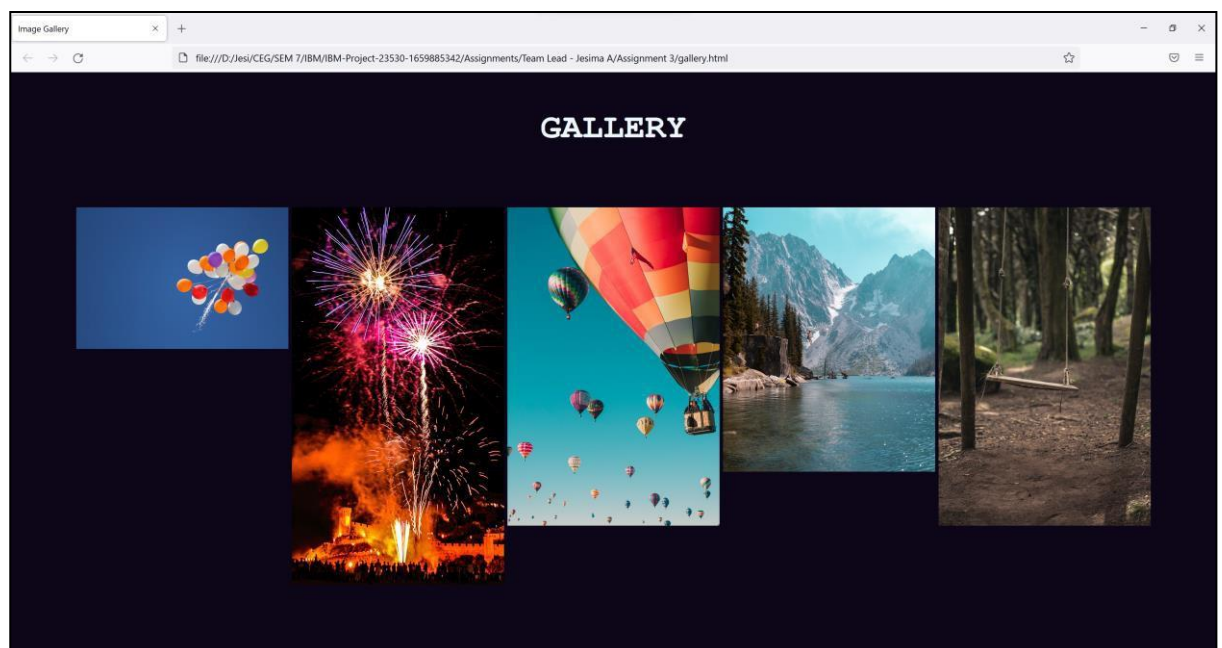 Image Gallery
file:///D:/Jesi/CEG/SEM 7/IBM/IBM-Project-23530-1659885342/Assignments/Team Lead - Jesima A/Assignment 3/gallery.html
GALLERY